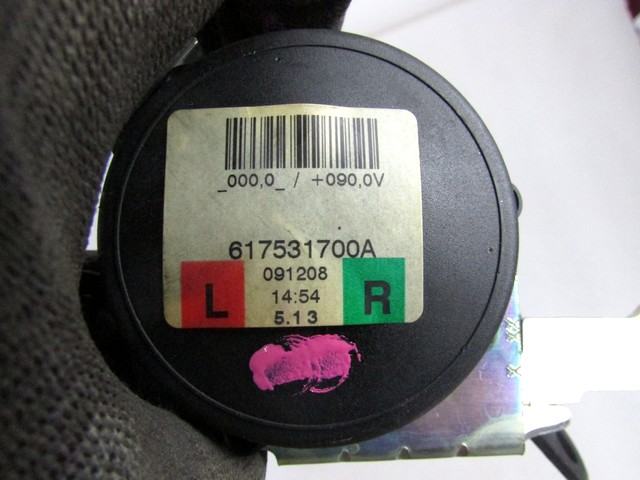 _000,0_ / +090,0V
617531700A
091208
L 14:54 R
5.13